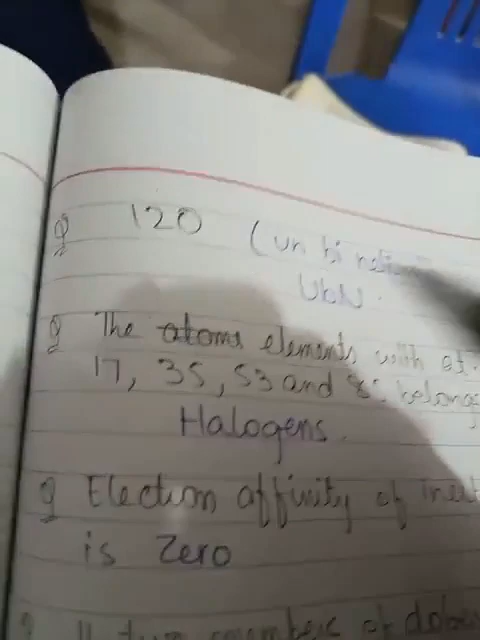 Q 120 (un bi
UbN.
Q The atoms elements with at.
17, 35, 53 and 85 belong
Halogens.
Q Electron affinity of inert
is Zero